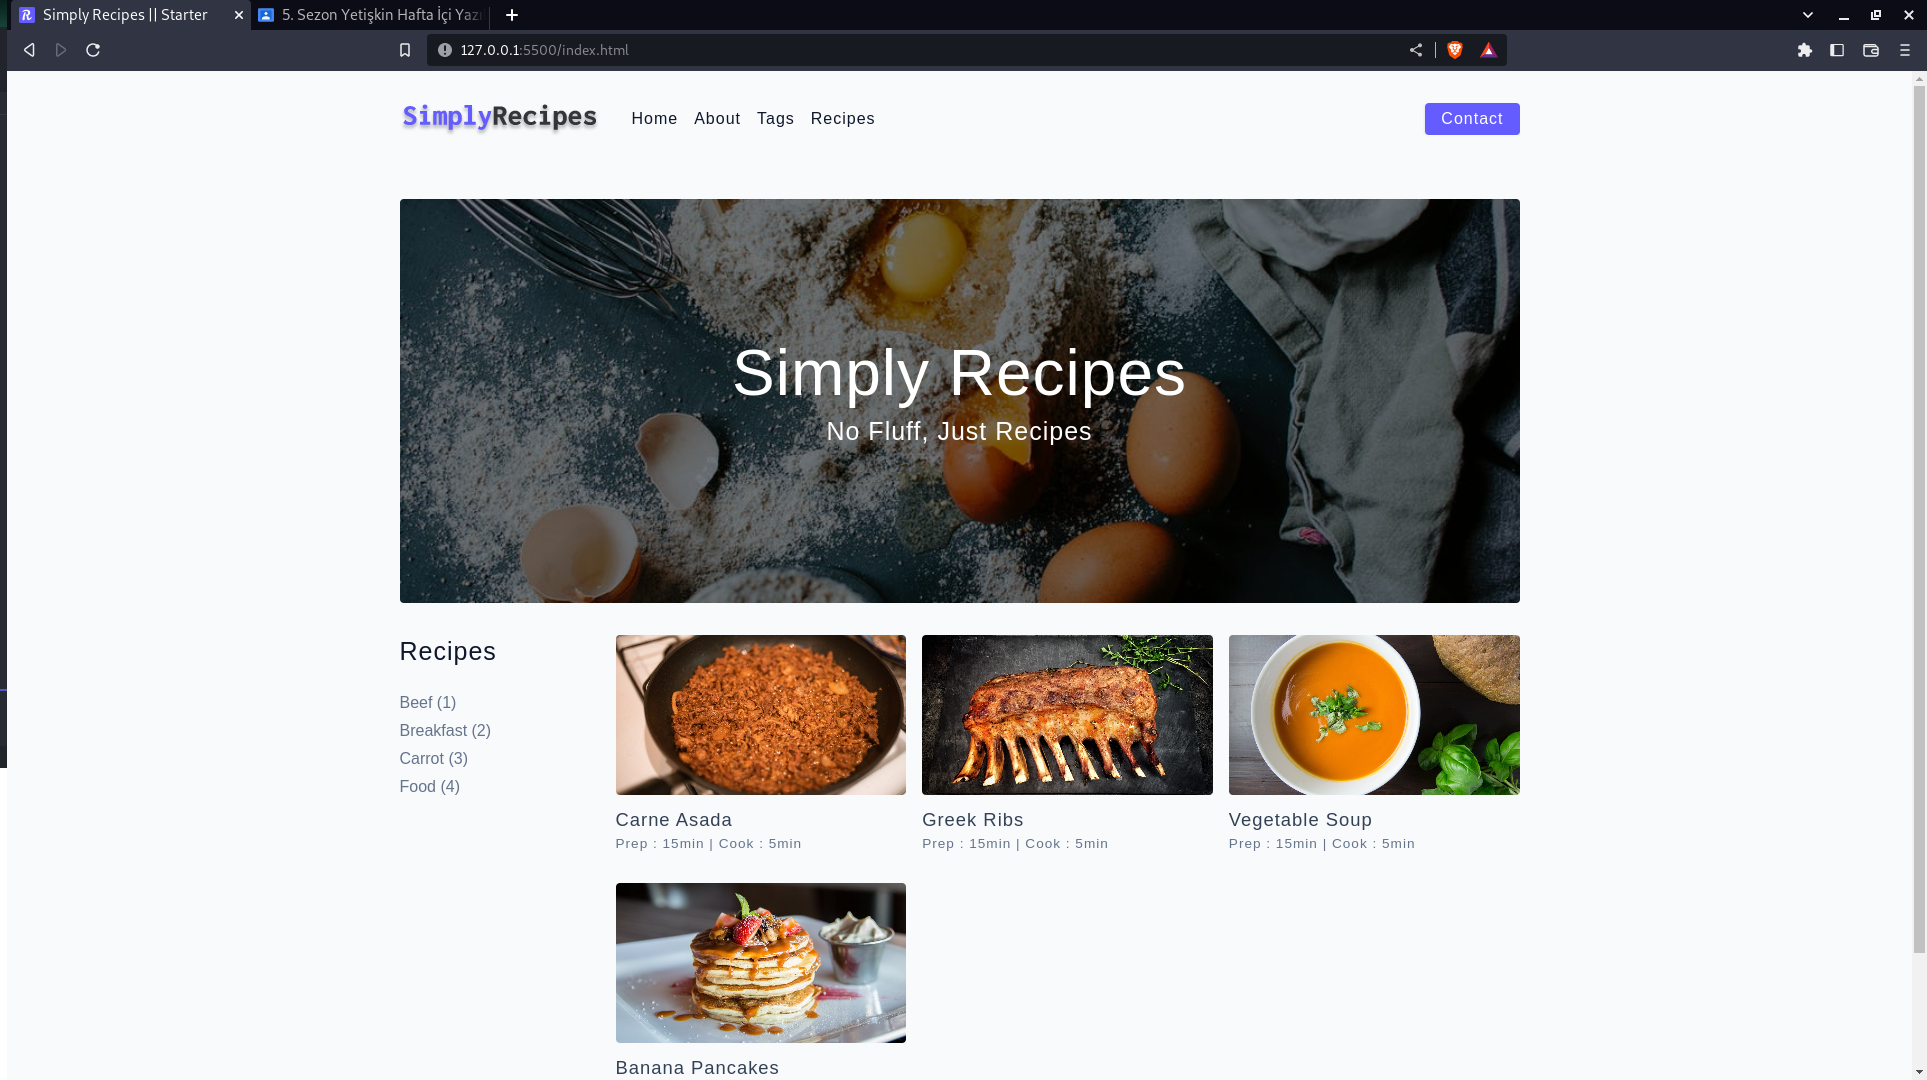 Simply Recipes || Starter
5. Sezon Yetişkin Hafta İçi Yazı
127.0.0.1:5500/index.html
SimplyRecipes Home About Tags Recipes Contact
Simply Recipes
No Fluff, Just Recipes
Recipes
Beef (1)
Breakfast (2)
Carrot (3)
Food (4)
Carne Asada
Prep : 15min | Cook : 5min
Greek Ribs
Prep : 15min | Cook : 5min
Vegetable Soup
Prep : 15min | Cook : 5min
Banana Pancakes